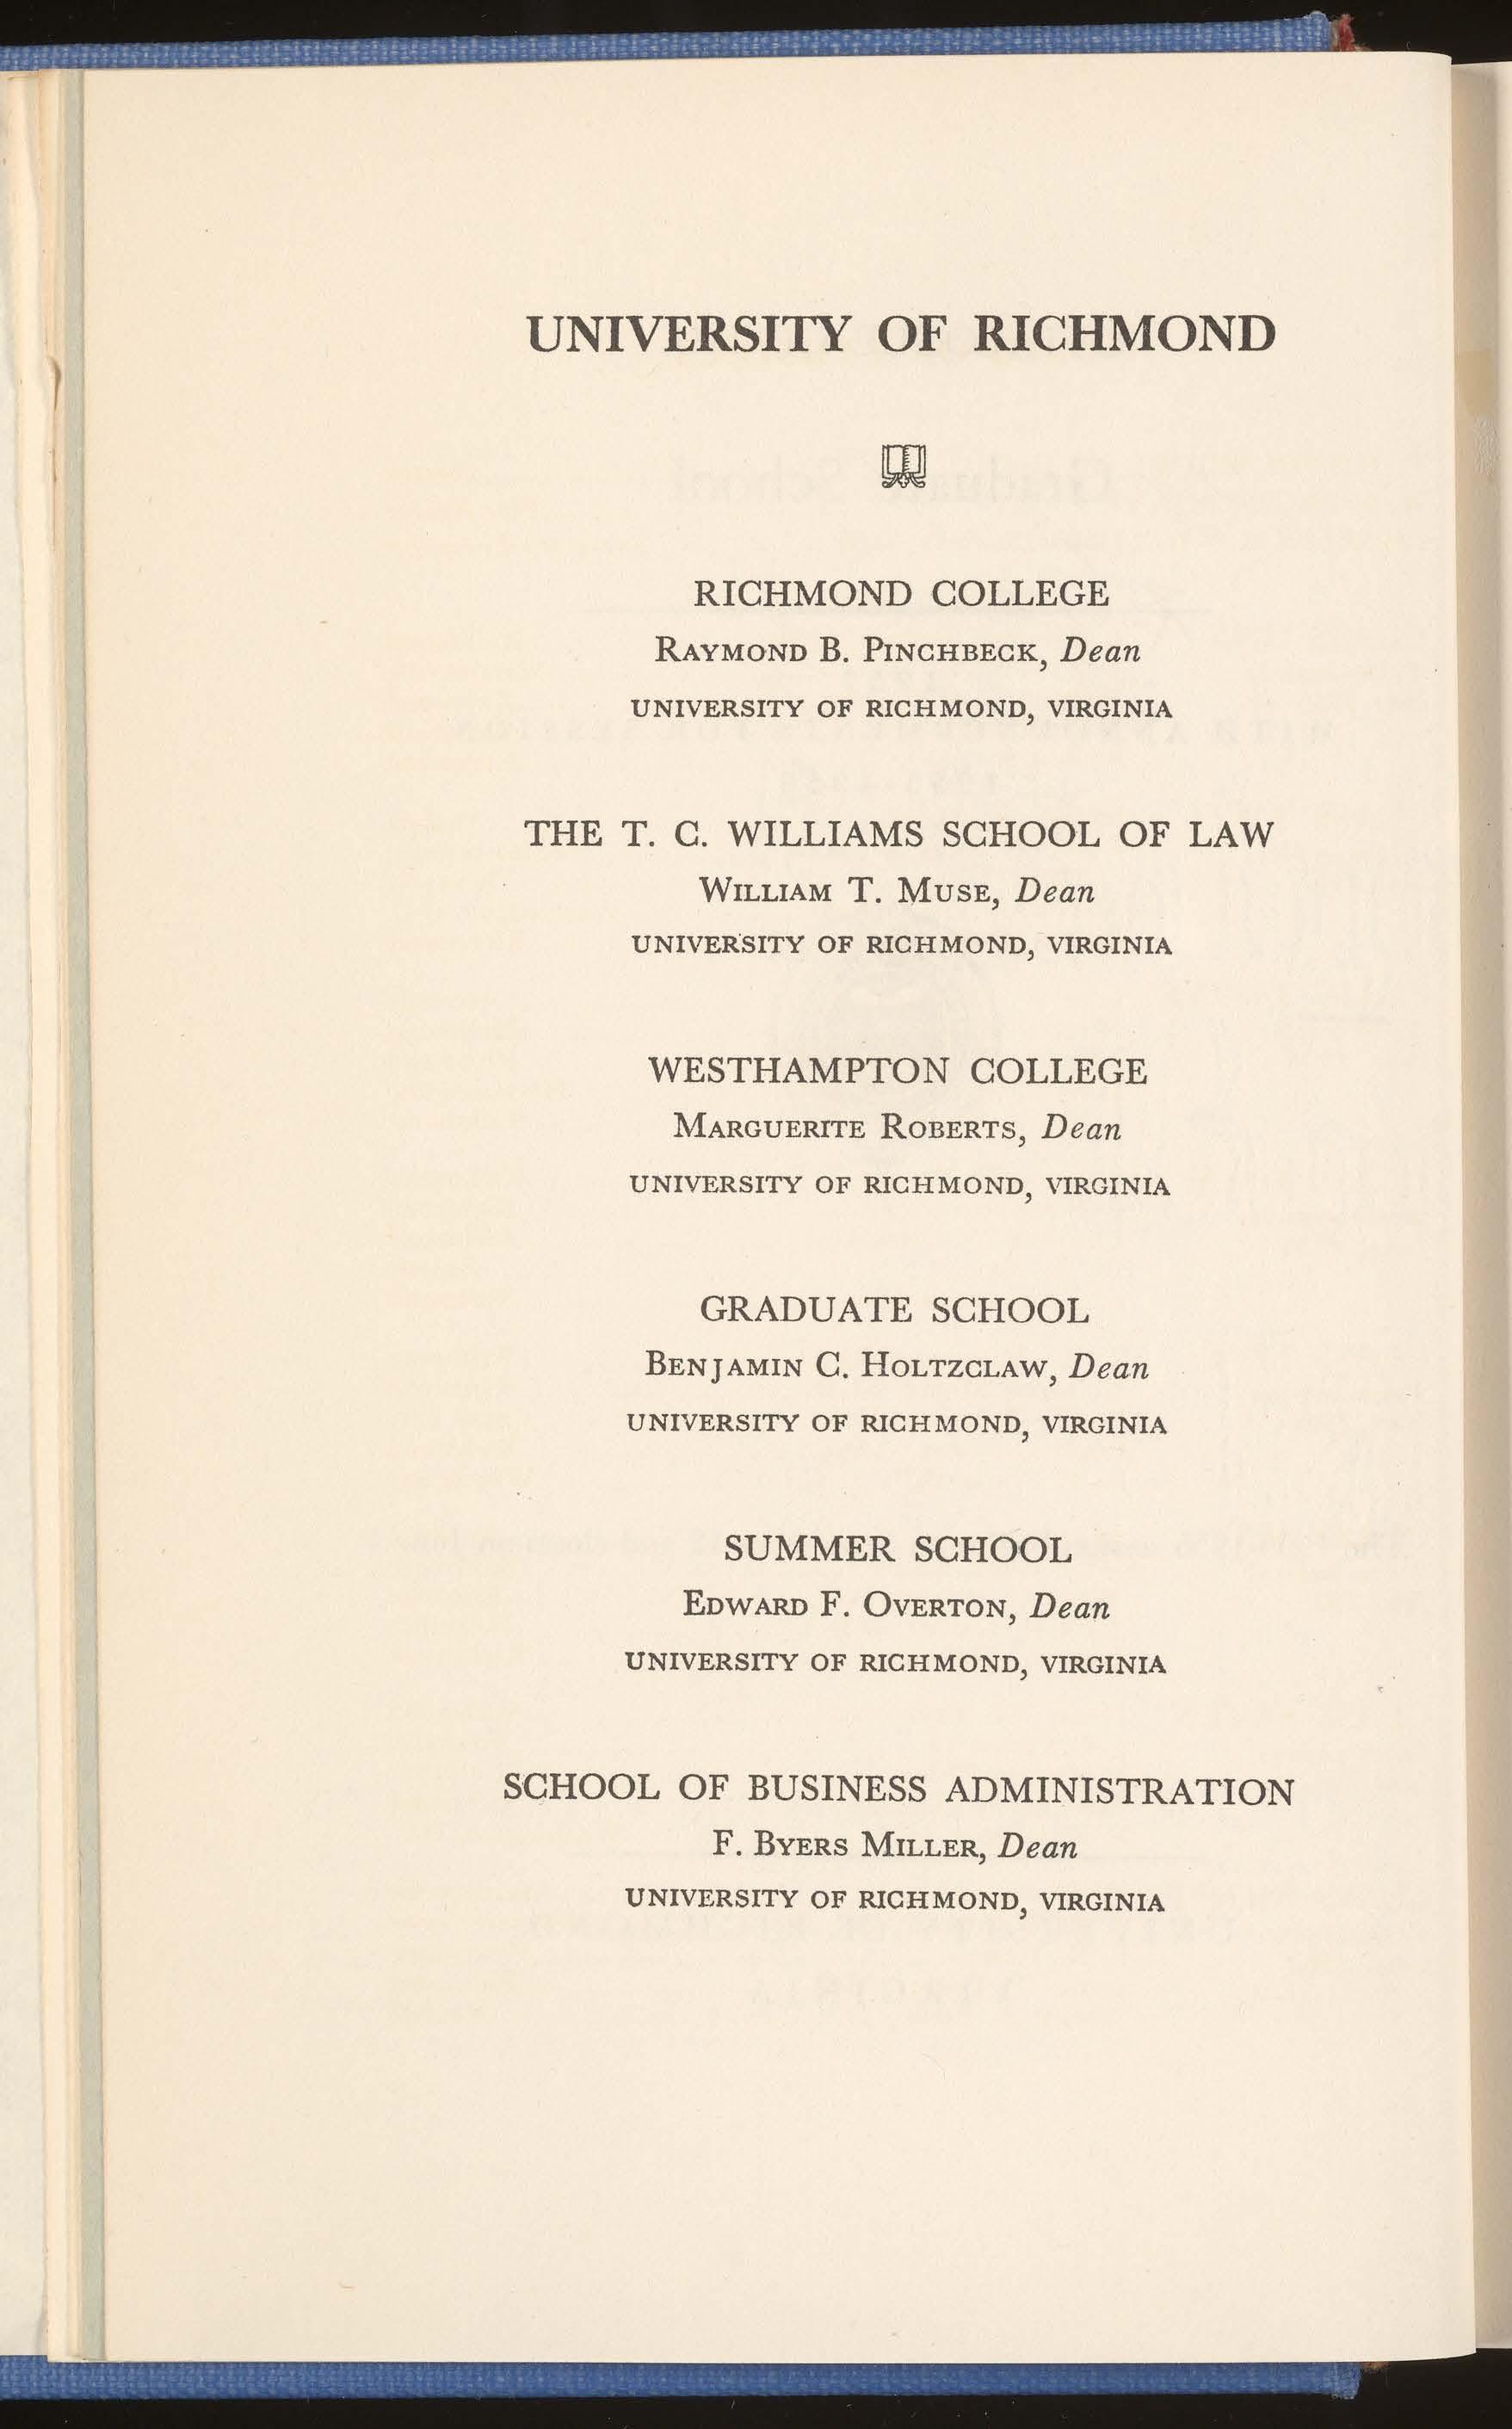 UNIVERSITY OF RICHMOND
RICHMOND COLLEGE
RAYMOND B. PINCHBECK, Dean
UNIVERSITY OF RICHMOND, VIRGINIA
THE T. C. WILLIAMS SCHOOL OF LAW
WILLIAM T. MUSE, Dean
UNIVERSITY OF RICHMOND, VIRGINIA
WESTHAMPTON COLLEGE
MARGUERITE ROBERTS, Dean
UNIVERSITY OF RICHMOND, VIRGINIA
GRADUATE SCHOOL
BENJAMIN C. HOLTZCLAW, Dean
UNIVERSITY OF RICHMOND, VIRGINIA
SUMMER SCHOOL
EDWARD F. OVERTON, Dean
UNIVERSITY OF RICHMOND, VIRGINIA
SCHOOL OF BUSINESS ADMINISTRATION
F. BYERS MILLER, Dean
UNIVERSITY OF RICHMOND, VIRGINIA